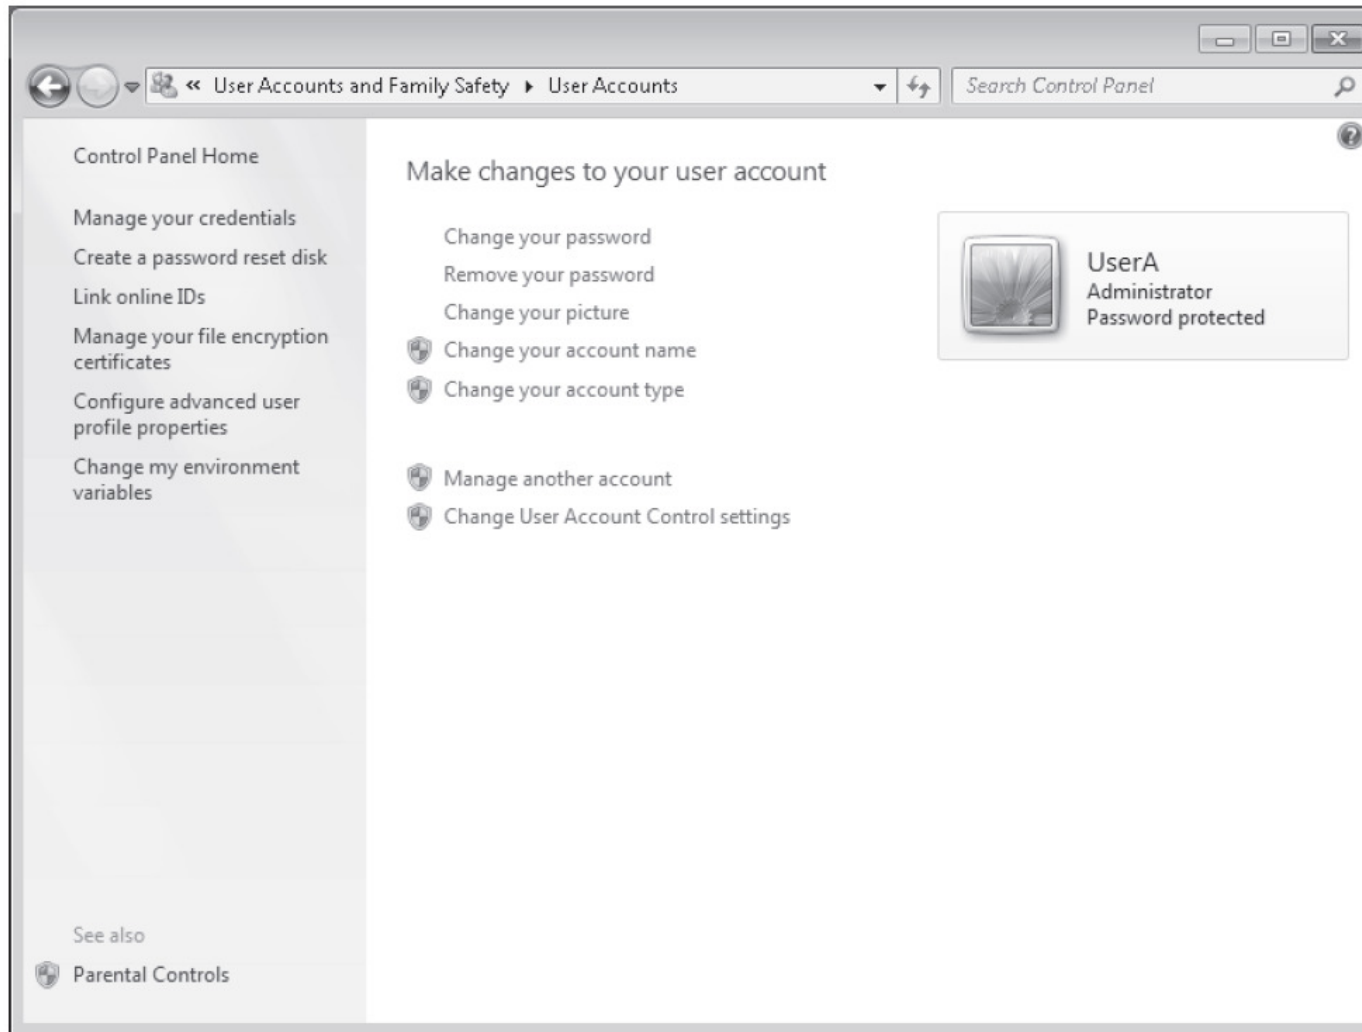 « User Accounts and Family Safety ▸ User Accounts
Search Control Panel
Control Panel Home
Manage your credentials
Create a password reset disk
Link online IDs
Manage your file encryption
certificates
Configure advanced user
profile properties
Change my environment
variables
See also
Parental Controls
Make changes to your user account
Change your password
Remove your password
Change your picture
Change your account name
Change your account type
Manage another account
Change User Account Control settings
UserA
Administrator
Password protected